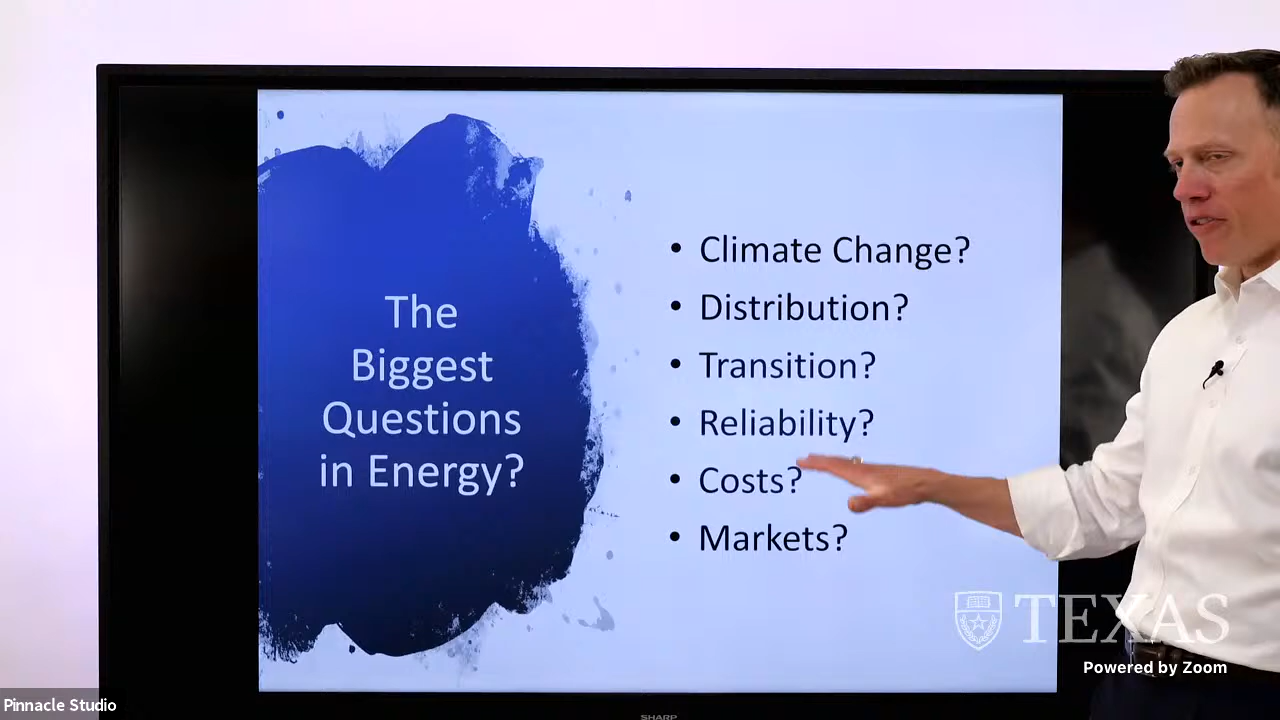 The
Biggest
Questions
in Energy?
• Climate Change?
• Distribution?
• Transition?
• Reliability?
• Costs?
• Markets?
TEXAS
Powered by Zoom
Pinnacle Studio
SHARP